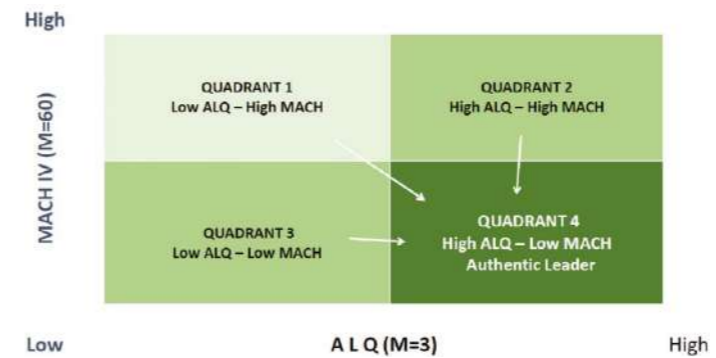 High
MACH IV (M=60)
QUADRANT 1
Low ALQ – High MACH
QUADRANT 2
High ALQ – High MACH
QUADRANT 3
Low ALQ – Low MACH
QUADRANT 4
High ALQ – Low MACH
Authentic Leader
Low
A L Q (M=3)
High